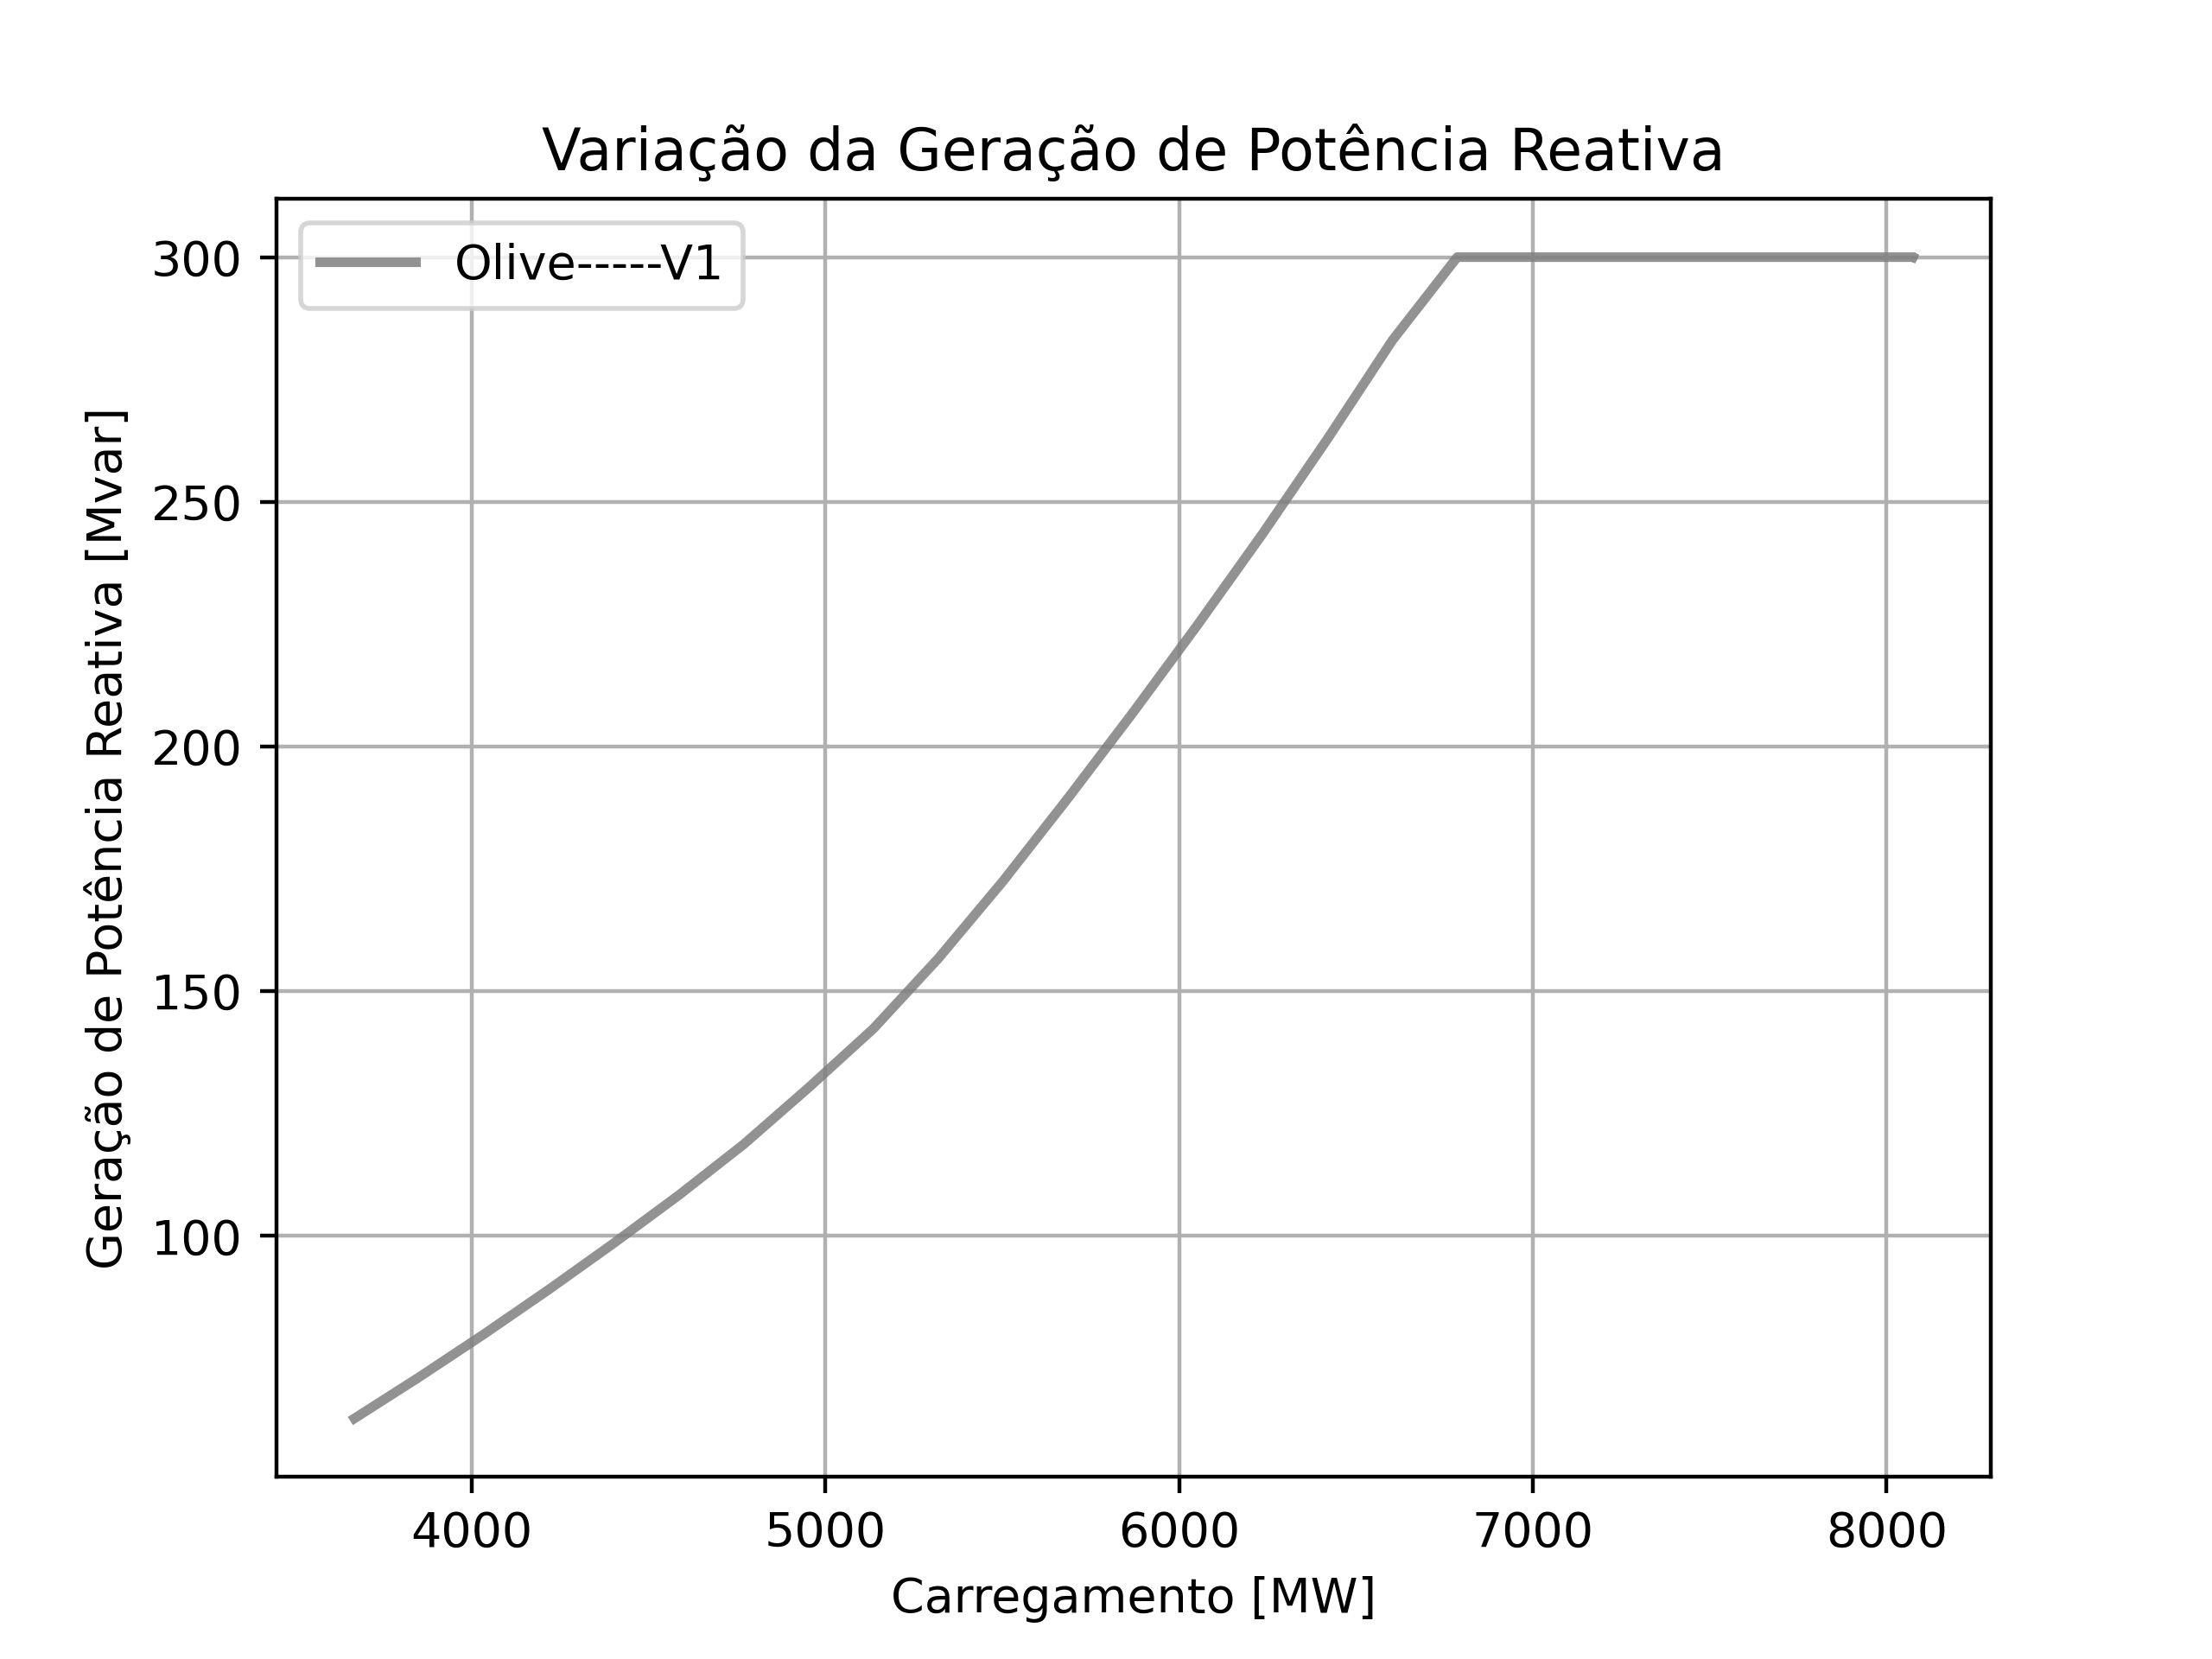 Variação da Geração de Potência Reativa
Olive-----V1
Geração de Potência Reativa [Mvar]
300
250
200
150
100
4000 5000 6000 7000 8000
Carregamento [MW]